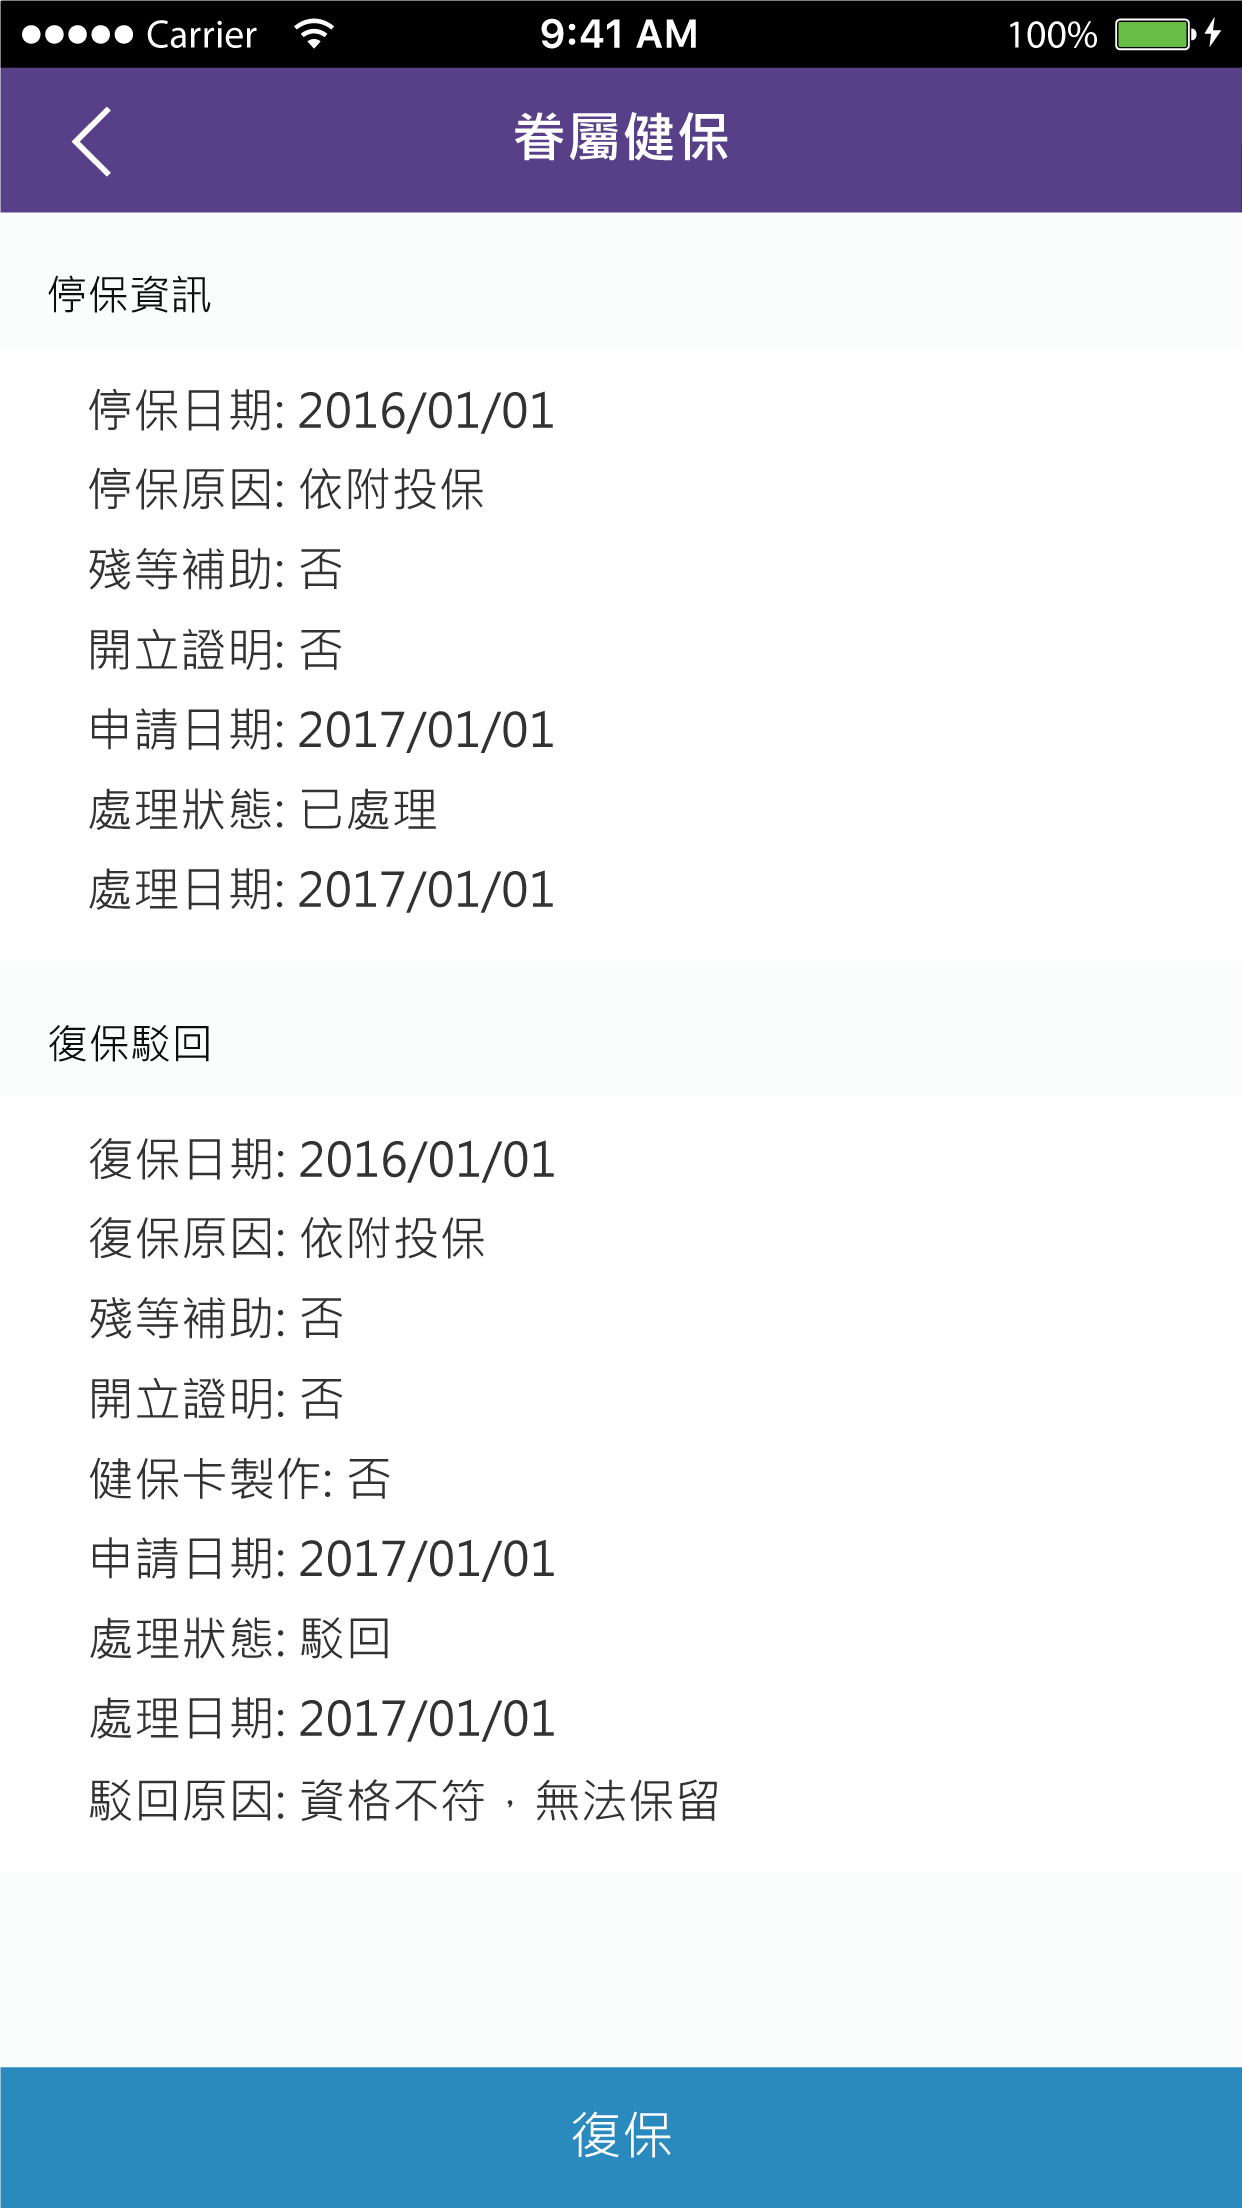 Carrier 9:41 AM 100%
眷屬健保
停保資訊
停保日期: 2016/01/01
停保原因: 依附投保
殘等補助: 否
開立證明: 否
申請日期: 2017/01/01
處理狀態: 已處理
處理日期: 2017/01/01
復保駁回
復保日期: 2016/01/01
復保原因: 依附投保
殘等補助: 否
開立證明: 否
健保卡製作: 否
申請日期: 2017/01/01
處理狀態: 駁回
處理日期: 2017/01/01
駁回原因: 資格不符，無法保留
復保